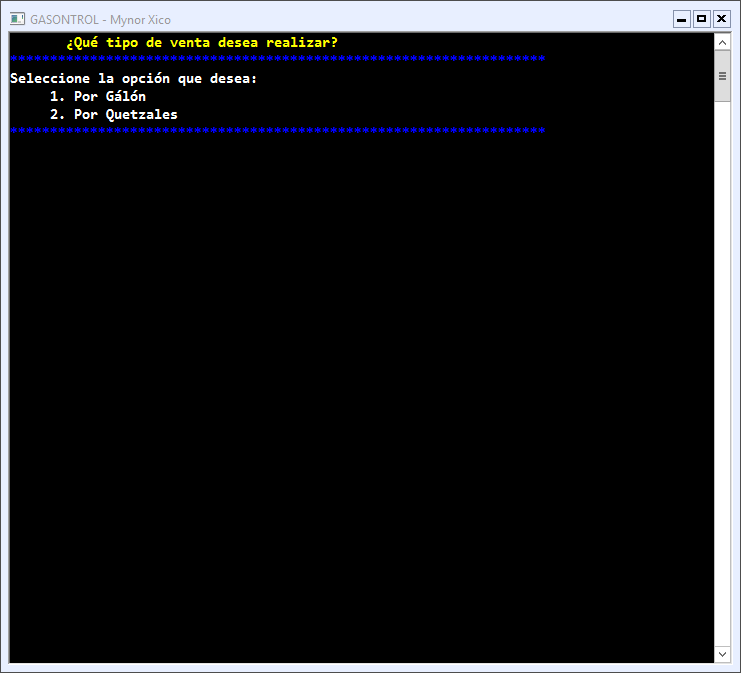 GASONTROL - Mynor Xico
¿Qué tipo de venta desea realizar?
*******************************************************************
Seleccione la opción que desea:
1. Por Gálón
2. Por Quetzales
*******************************************************************